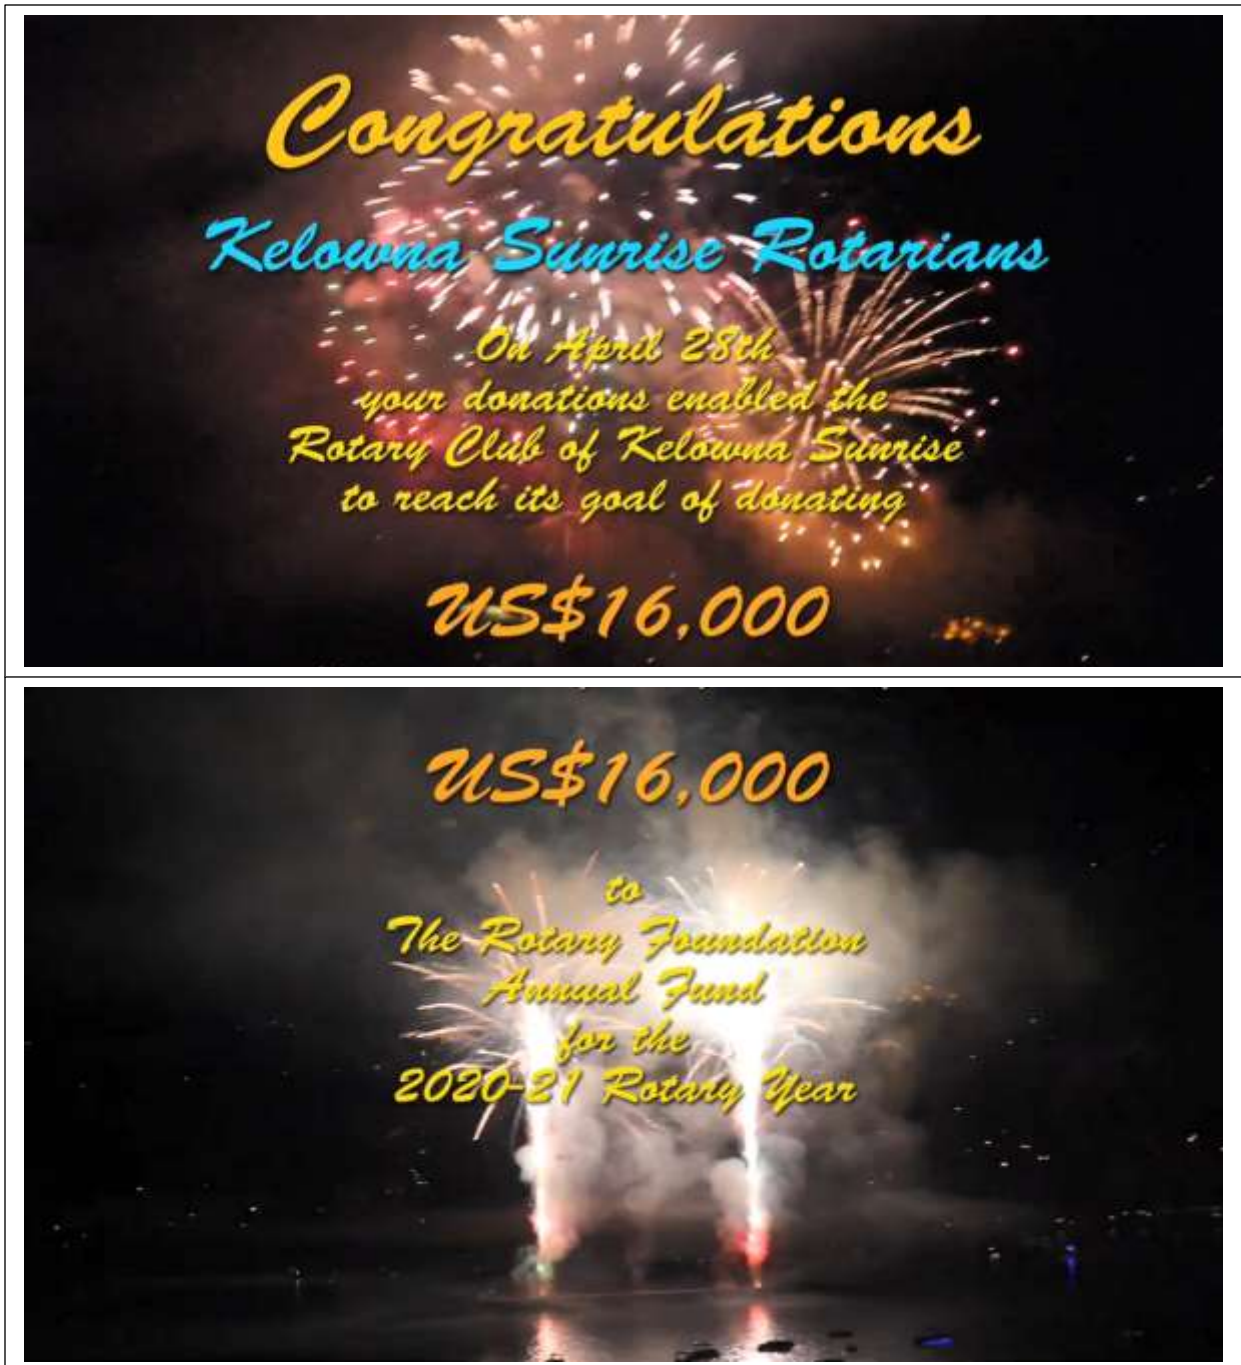 Congratulations
Kelowna Sunrise Rotarians
On April 28th
your donations enabled the
Rotary Club of Kelowna Sunrise
to reach its goal of donating
US$16,000
US$16,000
to
The Rotary Foundation
Annual Fund
for the
2020-21 Rotary Year